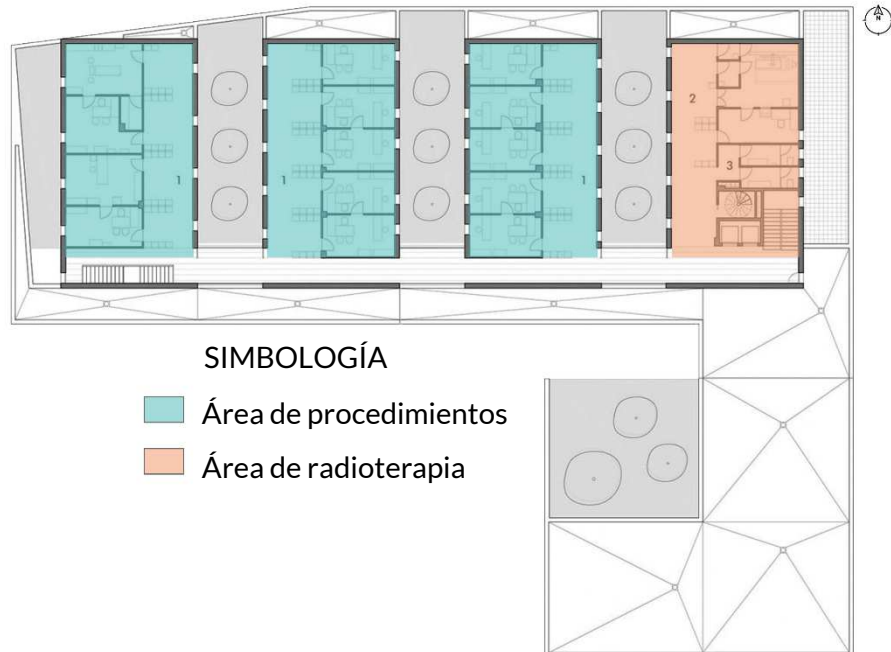 N
2
3
1
1
1
SIMBOLOGÍA
Área de procedimientos
Área de radioterapia